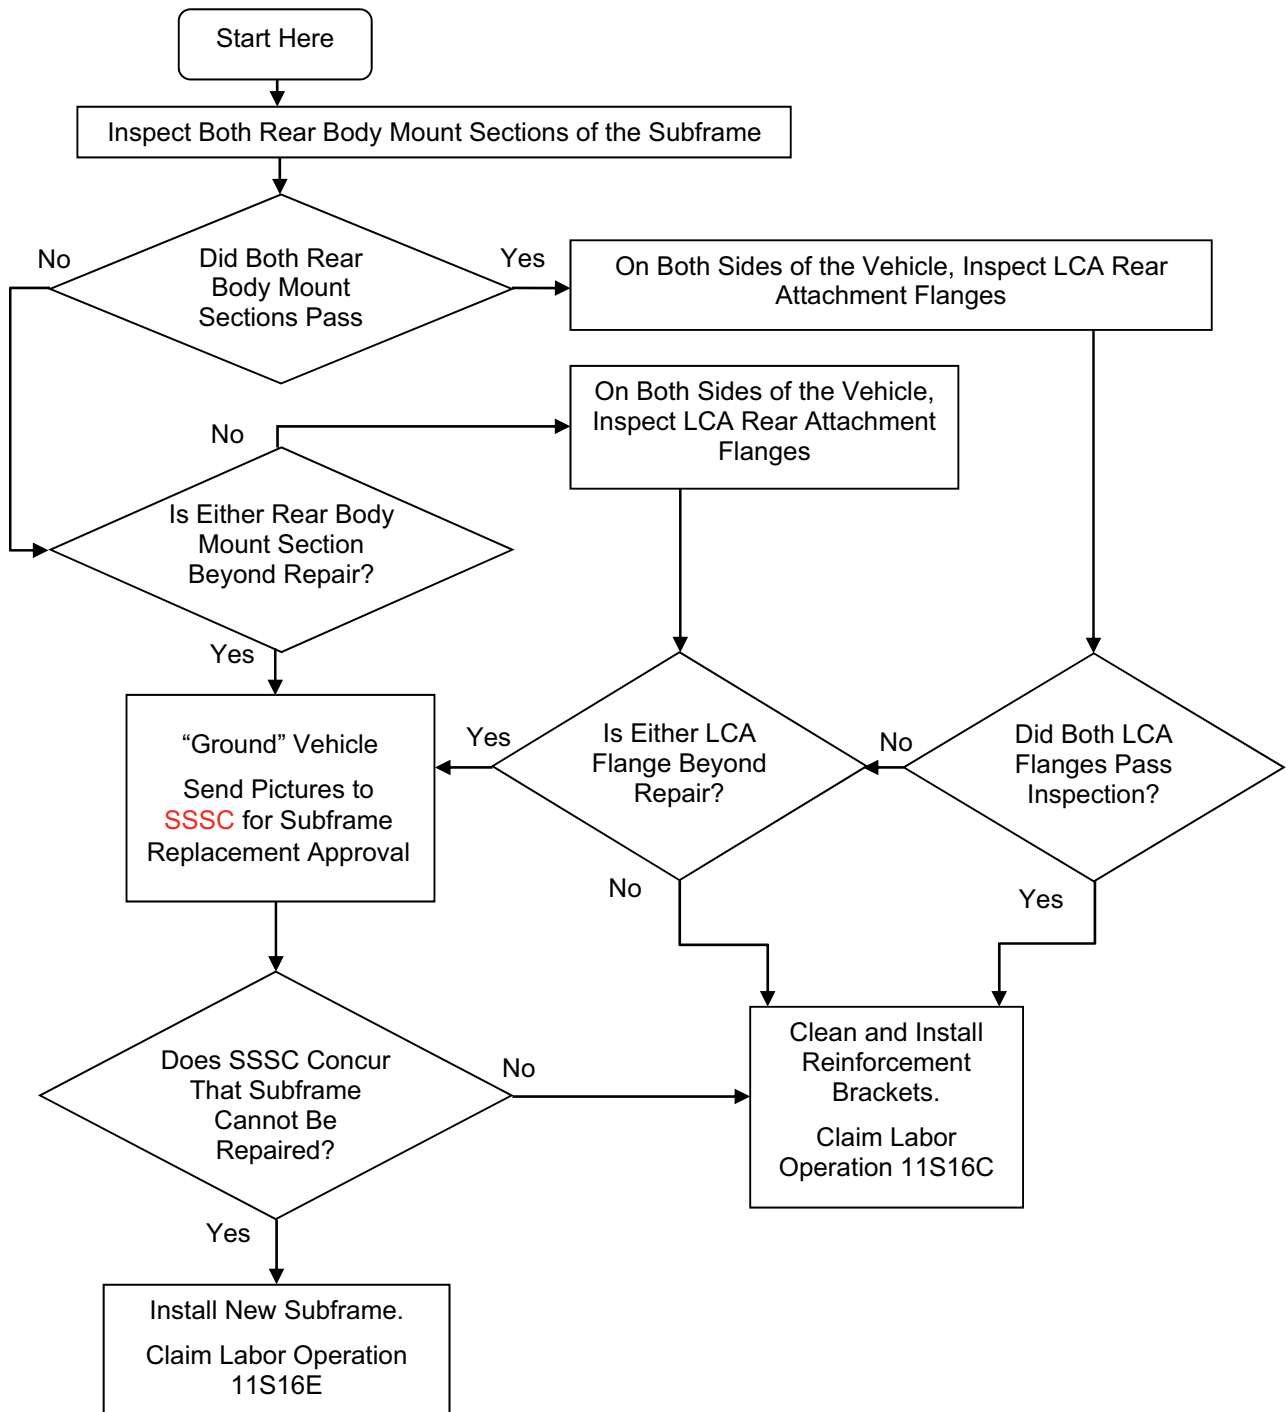 Start Here
Inspect Both Rear Body Mount Sections of the Subframe
No
Did Both Rear
Body Mount
Sections Pass
Yes
On Both Sides of the Vehicle, Inspect LCA Rear
Attachment Flanges
On Both Sides of the Vehicle,
Inspect LCA Rear Attachment
Flanges
No
Is Either Rear Body
Mount Section
Beyond Repair?
Yes
“Ground” Vehicle
Send Pictures to
SSSC for Subframe
Replacement Approval
Yes
Is Either LCA
Flange Beyond
Repair?
No
Did Both LCA
Flanges Pass
Inspection?
No
Yes
Does SSSC Concur
That Subframe
Cannot Be
Repaired?
No
Clean and Install
Reinforcement
Brackets.
Claim Labor
Operation 11S16C
Yes
Install New Subframe.
Claim Labor Operation
11S16E